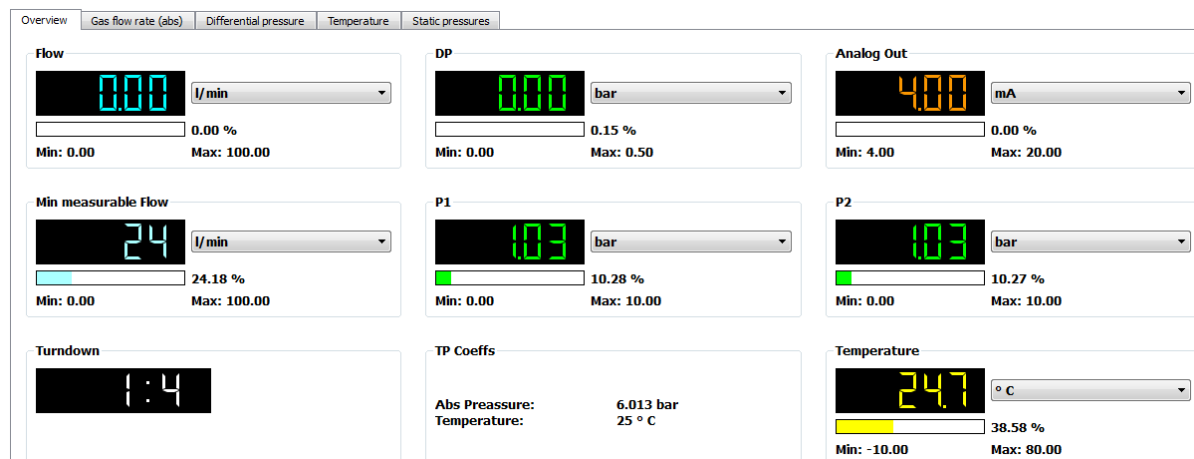 Overview Gas flow rate (abs) Differential pressure Temperature Static pressures
Flow DP Analog Out
0.00 l/min 0.00 bar 4.00 mA
0.00 % 0.15 % 0.00 %
Min: 0.00 Max: 100.00 Min: 0.00 Max: 0.50 Min: 4.00 Max: 20.00
Min measurable Flow P1 P2
24 l/min 1.03 bar 1.03 bar
24.18 % 10.28 % 10.27 %
Min: 0.00 Max: 100.00 Min: 0.00 Max: 10.00 Min: 0.00 Max: 10.00
Turndown TP Coeffs Temperature
1:4 24.7 ° C
Abs Preassure: 6.013 bar
Temperature: 25 ° C
38.58 %
Min: -10.00 Max: 80.00